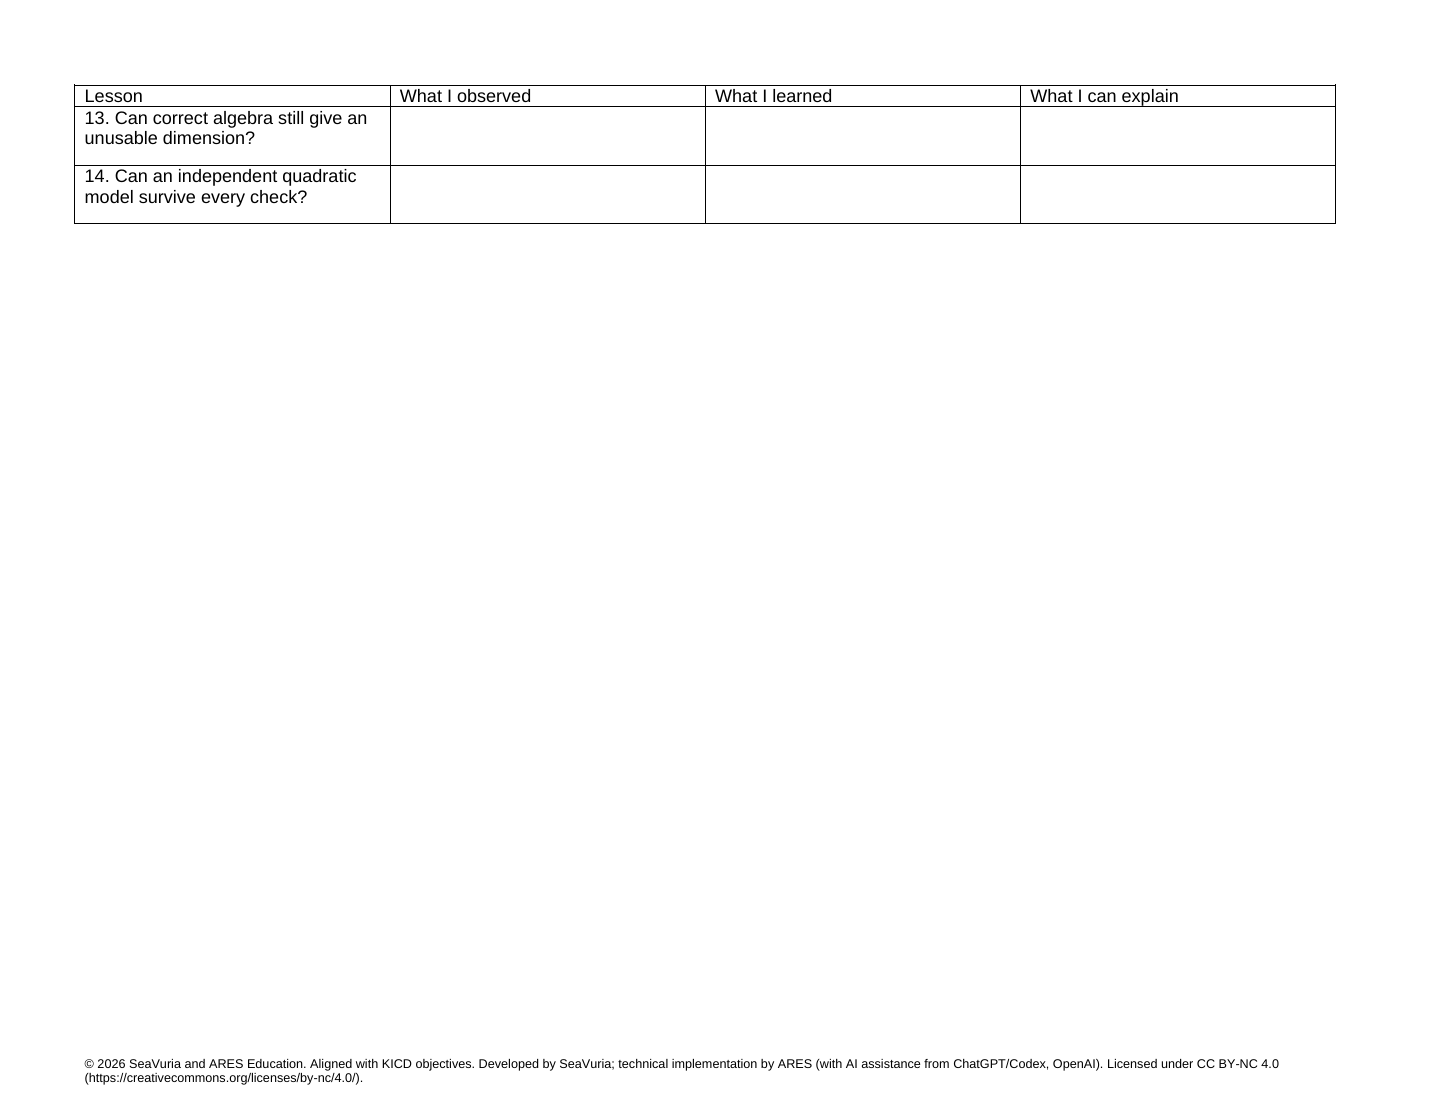 Lesson What I observed What I learned What I can explain
13. Can correct algebra still give an
unusable dimension?
14. Can an independent quadratic
model survive every check?
© 2026 SeaVuria and ARES Education. Aligned with KICD objectives. Developed by SeaVuria; technical implementation by ARES (with AI assistance from ChatGPT/Codex, OpenAI). Licensed under CC BY-NC 4.0
(https://creativecommons.org/licenses/by-nc/4.0/).